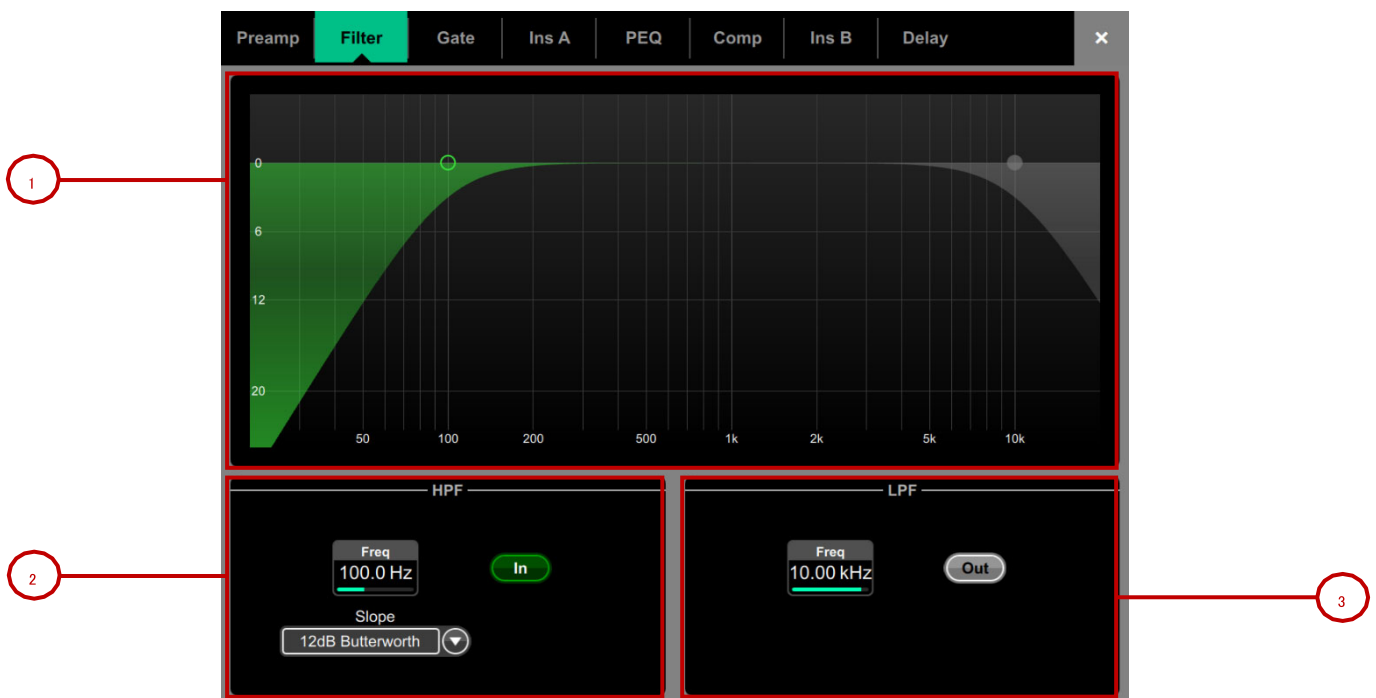 Preamp Filter Gate Ins A PEQ Comp Ins B Delay ×
0
1
6
12
20
50 100 200 500 1k 2k 5k 10k
HPF LPF
Freq Freq
100.0 Hz In 10.00 kHz Out
2
3
Slope
12dB Butterworth